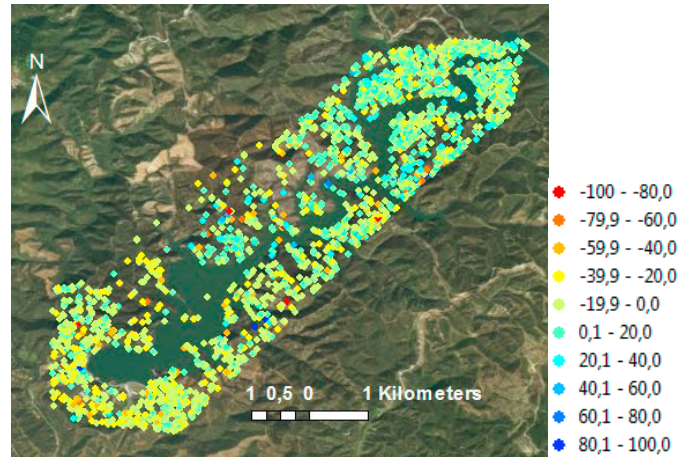 N
1 0,5 0 1 Kilometers
-100 - -80,0
-79,9 - -60,0
-59,9 - -40,0
-39,9 - -20,0
-19,9 - 0,0
0,1 - 20,0
20,1 - 40,0
40,1 - 60,0
60,1 - 80,0
80,1 - 100,0